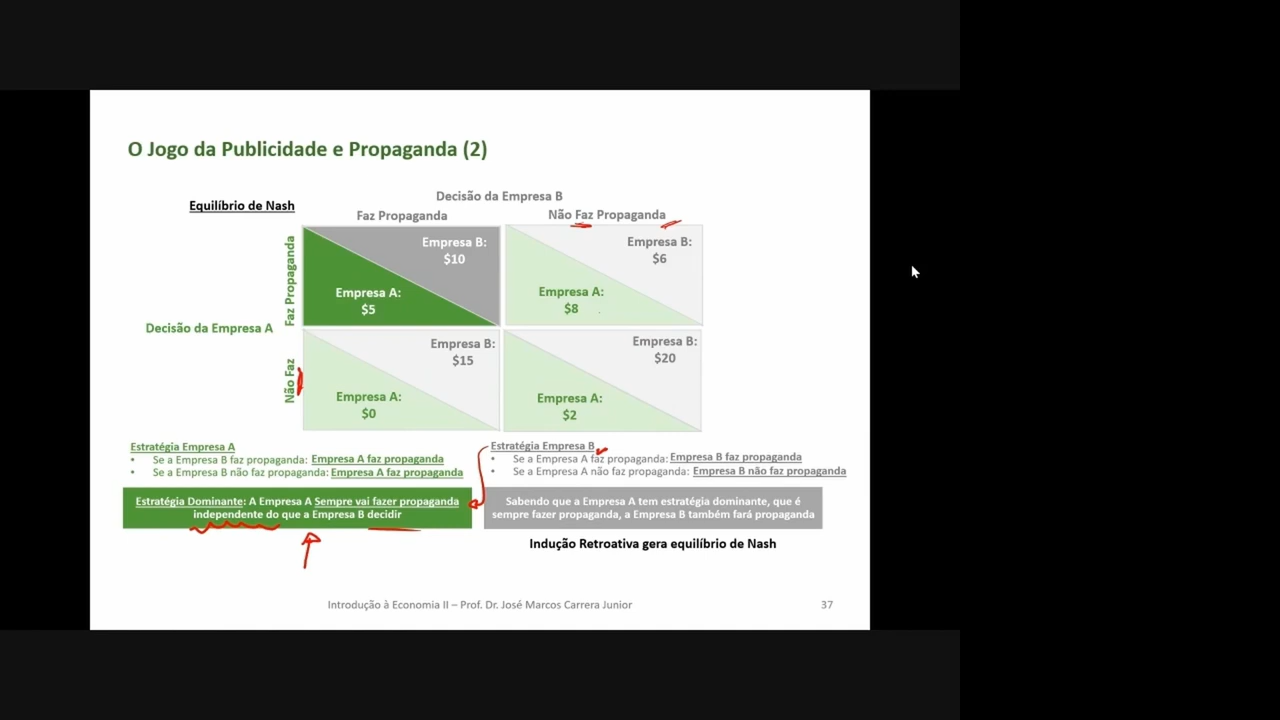 O Jogo da Publicidade e Propaganda (2)
Equilíbrio de Nash
Decisão da Empresa B
Faz Propaganda
Não Faz Propaganda
Decisão da Empresa A
Faz Propaganda
Não Faz
Empresa B:
$10
Empresa A:
$5
Empresa B:
$6
Empresa A:
$8
Empresa B:
$15
Empresa A:
$0
Empresa B:
$20
Empresa A:
$2
Estratégia Empresa A
• Se a Empresa B faz propaganda: Empresa A faz propaganda
• Se a Empresa B não faz propaganda: Empresa A faz propaganda
Estratégia Dominante: A Empresa A Sempre vai fazer propaganda
independente do que a Empresa B decidir
Estratégia Empresa B
• Se a Empresa A faz propaganda: Empresa B faz propaganda
• Se a Empresa A não faz propaganda: Empresa B não faz propaganda
Sabendo que a Empresa A tem estratégia dominante, que é
sempre fazer propaganda, a Empresa B também fará propaganda
Indução Retroativa gera equilíbrio de Nash
Introdução à Economia II – Prof. Dr. José Marcos Carrera Junior
37